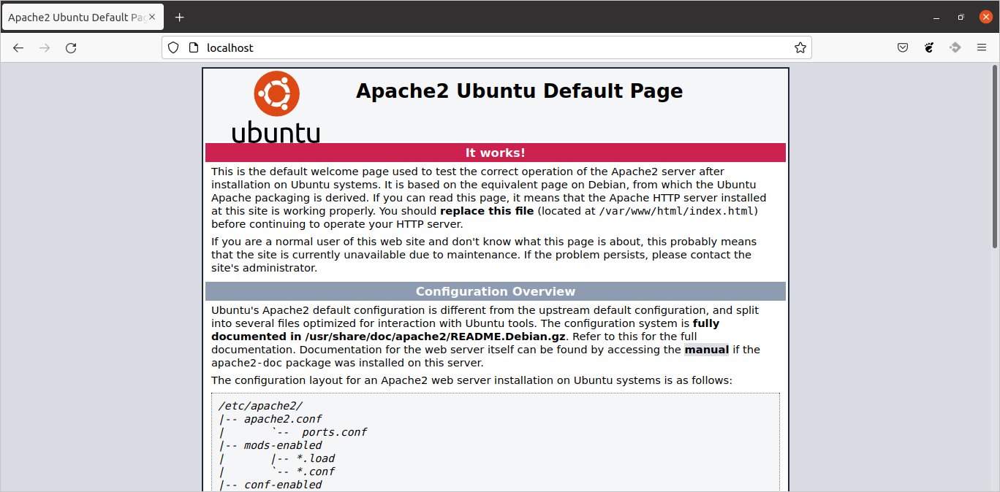 Apache2 Ubuntu Default Pag
localhost
ubuntu
Apache2 Ubuntu Default Page
It works!
This is the default welcome page used to test the correct operation of the Apache2 server after
installation on Ubuntu systems. It is based on the equivalent page on Debian, from which the Ubuntu
Apache packaging is derived. If you can read this page, it means that the Apache HTTP server installed
at this site is working properly. You should replace this file (located at /var/www/html/index.html)
before continuing to operate your HTTP server.
If you are a normal user of this web site and don't know what this page is about, this probably means
that the site is currently unavailable due to maintenance. If the problem persists, please contact the
site's administrator.
Configuration Overview
Ubuntu's Apache2 default configuration is different from the upstream default configuration, and split
into several files optimized for interaction with Ubuntu tools. The configuration system is fully
documented in /usr/share/doc/apache2/README.Debian.gz. Refer to this for the full
documentation. Documentation for the web server itself can be found by accessing the manual if the
apache2-doc package was installed on this server.
The configuration layout for an Apache2 web server installation on Ubuntu systems is as follows:
/etc/apache2/
|-- apache2.conf
|       `--  ports.conf
|-- mods-enabled
|       |-- *.load
|       `-- *.conf
|-- conf-enabled